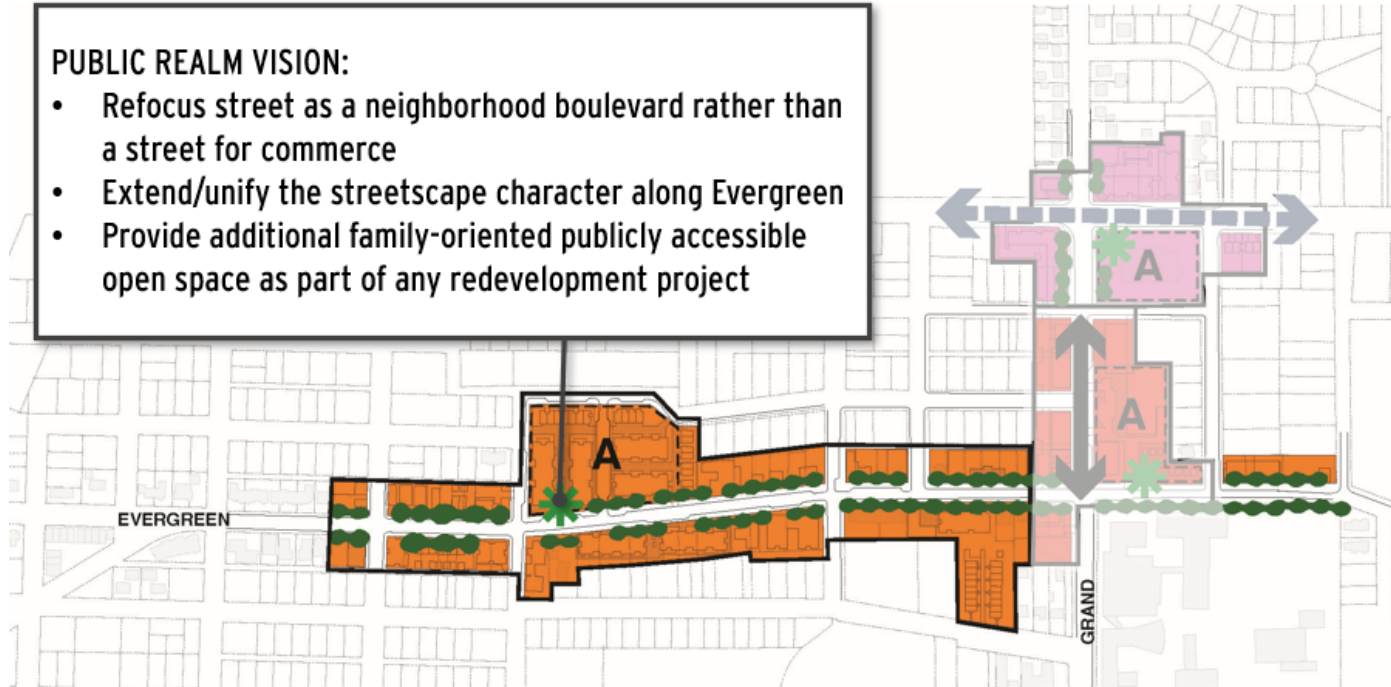 PUBLIC REALM VISION:
• Refocus street as a neighborhood boulevard rather than
a street for commerce
• Extend/unify the streetscape character along Evergreen
• Provide additional family-oriented publicly accessible
open space as part of any redevelopment project
A
A
A
EVERGREEN
GRAND